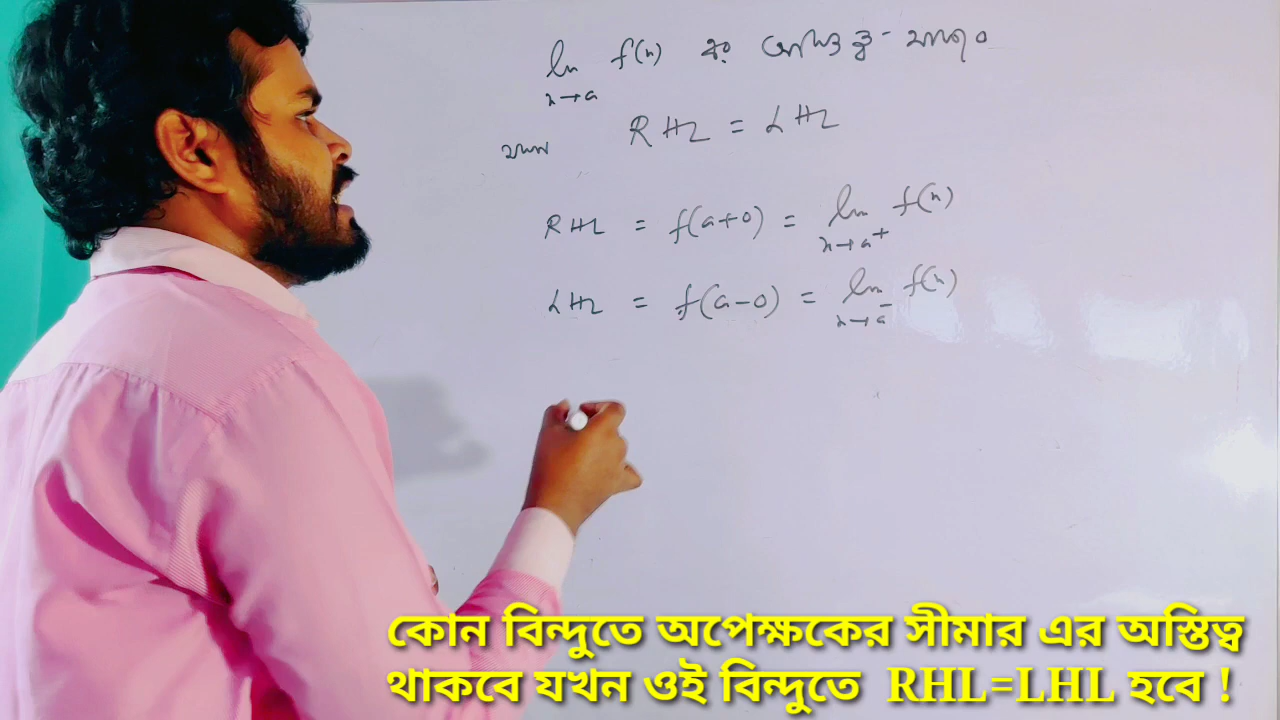 lim f(x) এর অস্তিত্ব থাকবে
x→a
যখন RHL = LHL
RHL = f(a+0) = lim f(x)
x→a⁺
LHL = f(a-0) = lim f(x)
x→a⁻
কোন বিন্দুতে অপেক্ষকের সীমার এর অস্তিত্ব
থাকবে যখন ওই বিন্দুতে RHL=LHL হবে !